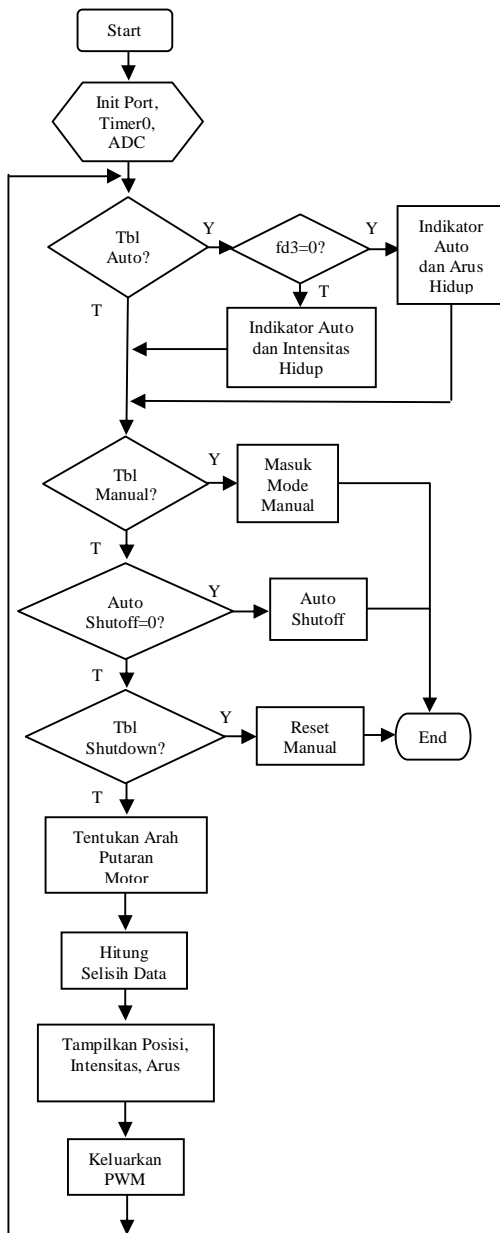 Start
Init Port,
Timer0,
ADC
Tbl
Auto?
Y
fd3=0?
Y
Indikator
Auto
dan Arus
Hidup
T
T
Indikator Auto
dan Intensitas
Hidup
Tbl
Manual?
Y
Masuk
Mode
Manual
T
Auto
Shutoff=0?
Y
Auto
Shutoff
T
Tbl
Shutdown?
Y
Reset
Manual
End
T
Tentukan Arah
Putaran
Motor
Hitung
Selisih Data
Tampilkan Posisi,
Intensitas, Arus
Keluarkan
PWM